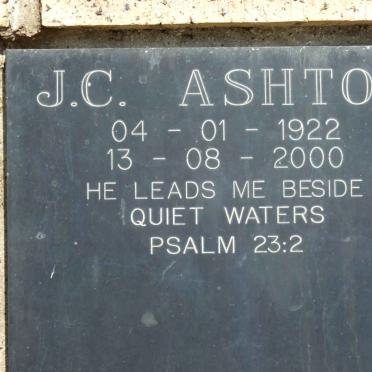 J.C. ASHTO
04 - 01 - 1922
13 - 08 - 2000
HE LEADS ME BESIDE
QUIET WATERS
PSALM 23:2